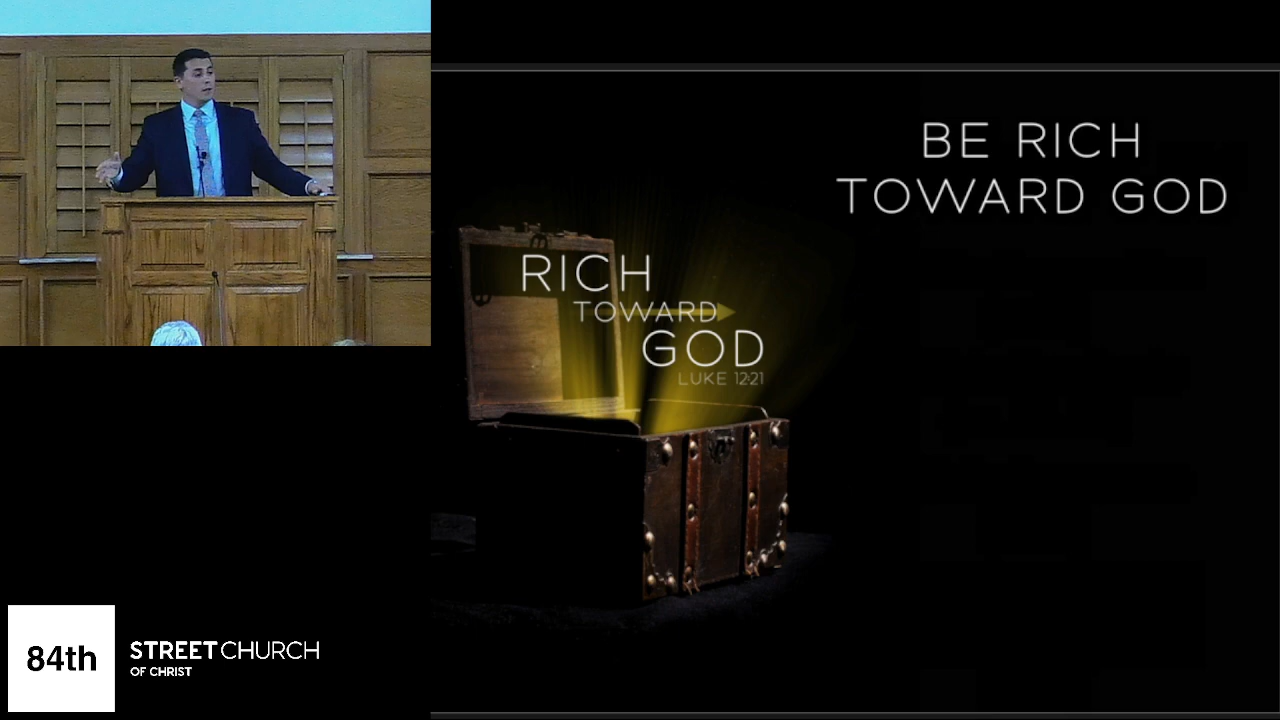 BE RICH
TOWARD GOD
RICH
TOWARD
GOD
LUKE 12:21
84th
STREET CHURCH
OF CHRIST